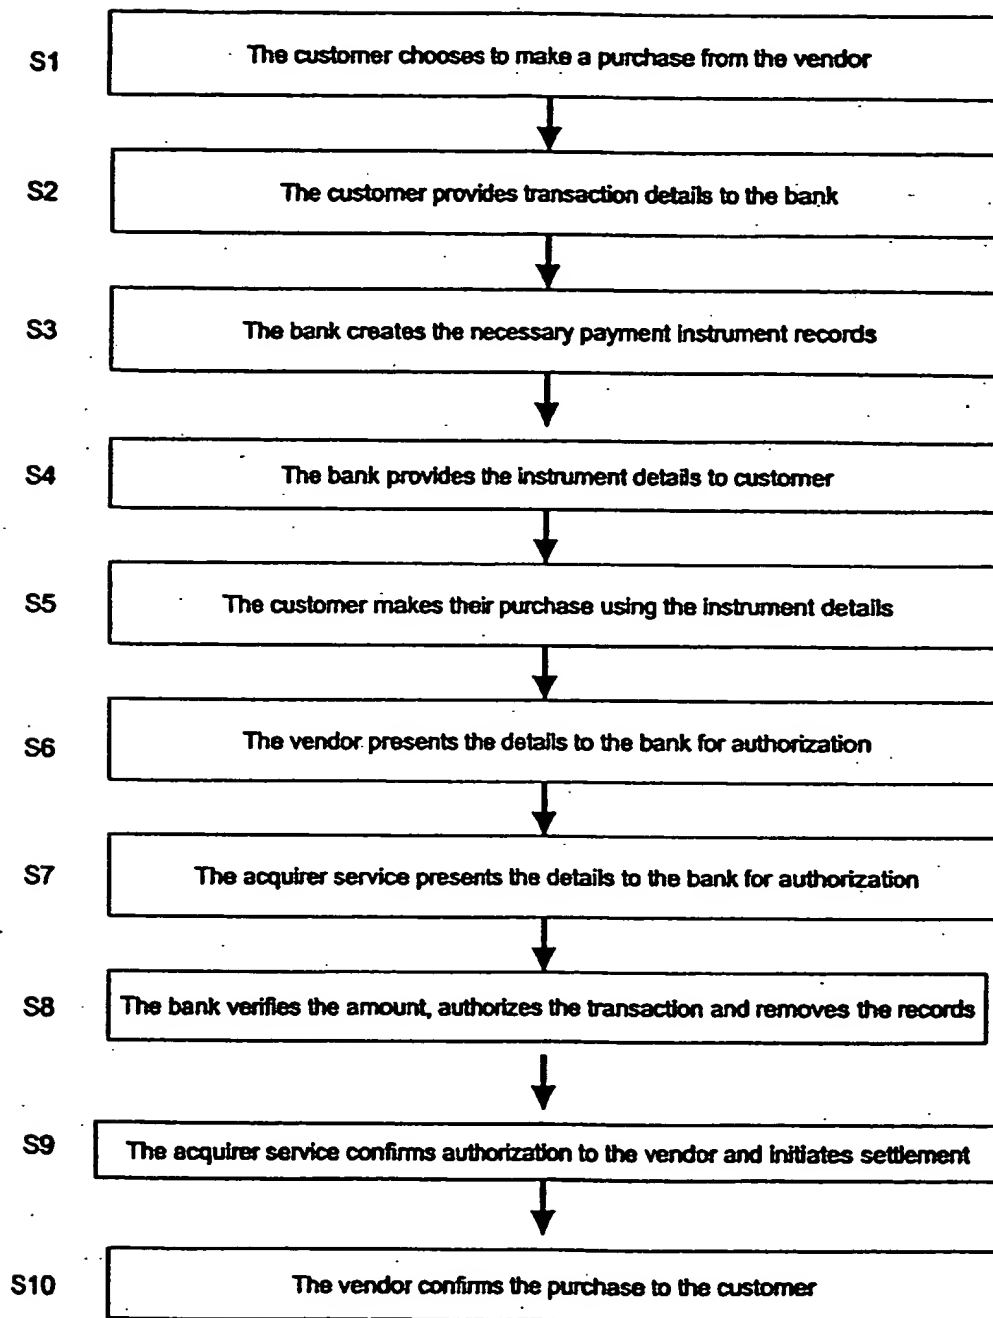 S1 The customer chooses to make a purchase from the vendor
S2 The customer provides transaction details to the bank
S3 The bank creates the necessary payment instrument records
S4 The bank provides the instrument details to customer
S5 The customer makes their purchase using the instrument details
S6 The vendor presents the details to the bank for authorization
S7 The acquirer service presents the details to the bank for authorization
S8 The bank verifies the amount, authorizes the transaction and removes the records
S9 The acquirer service confirms authorization to the vendor and initiates settlement
S10 The vendor confirms the purchase to the customer